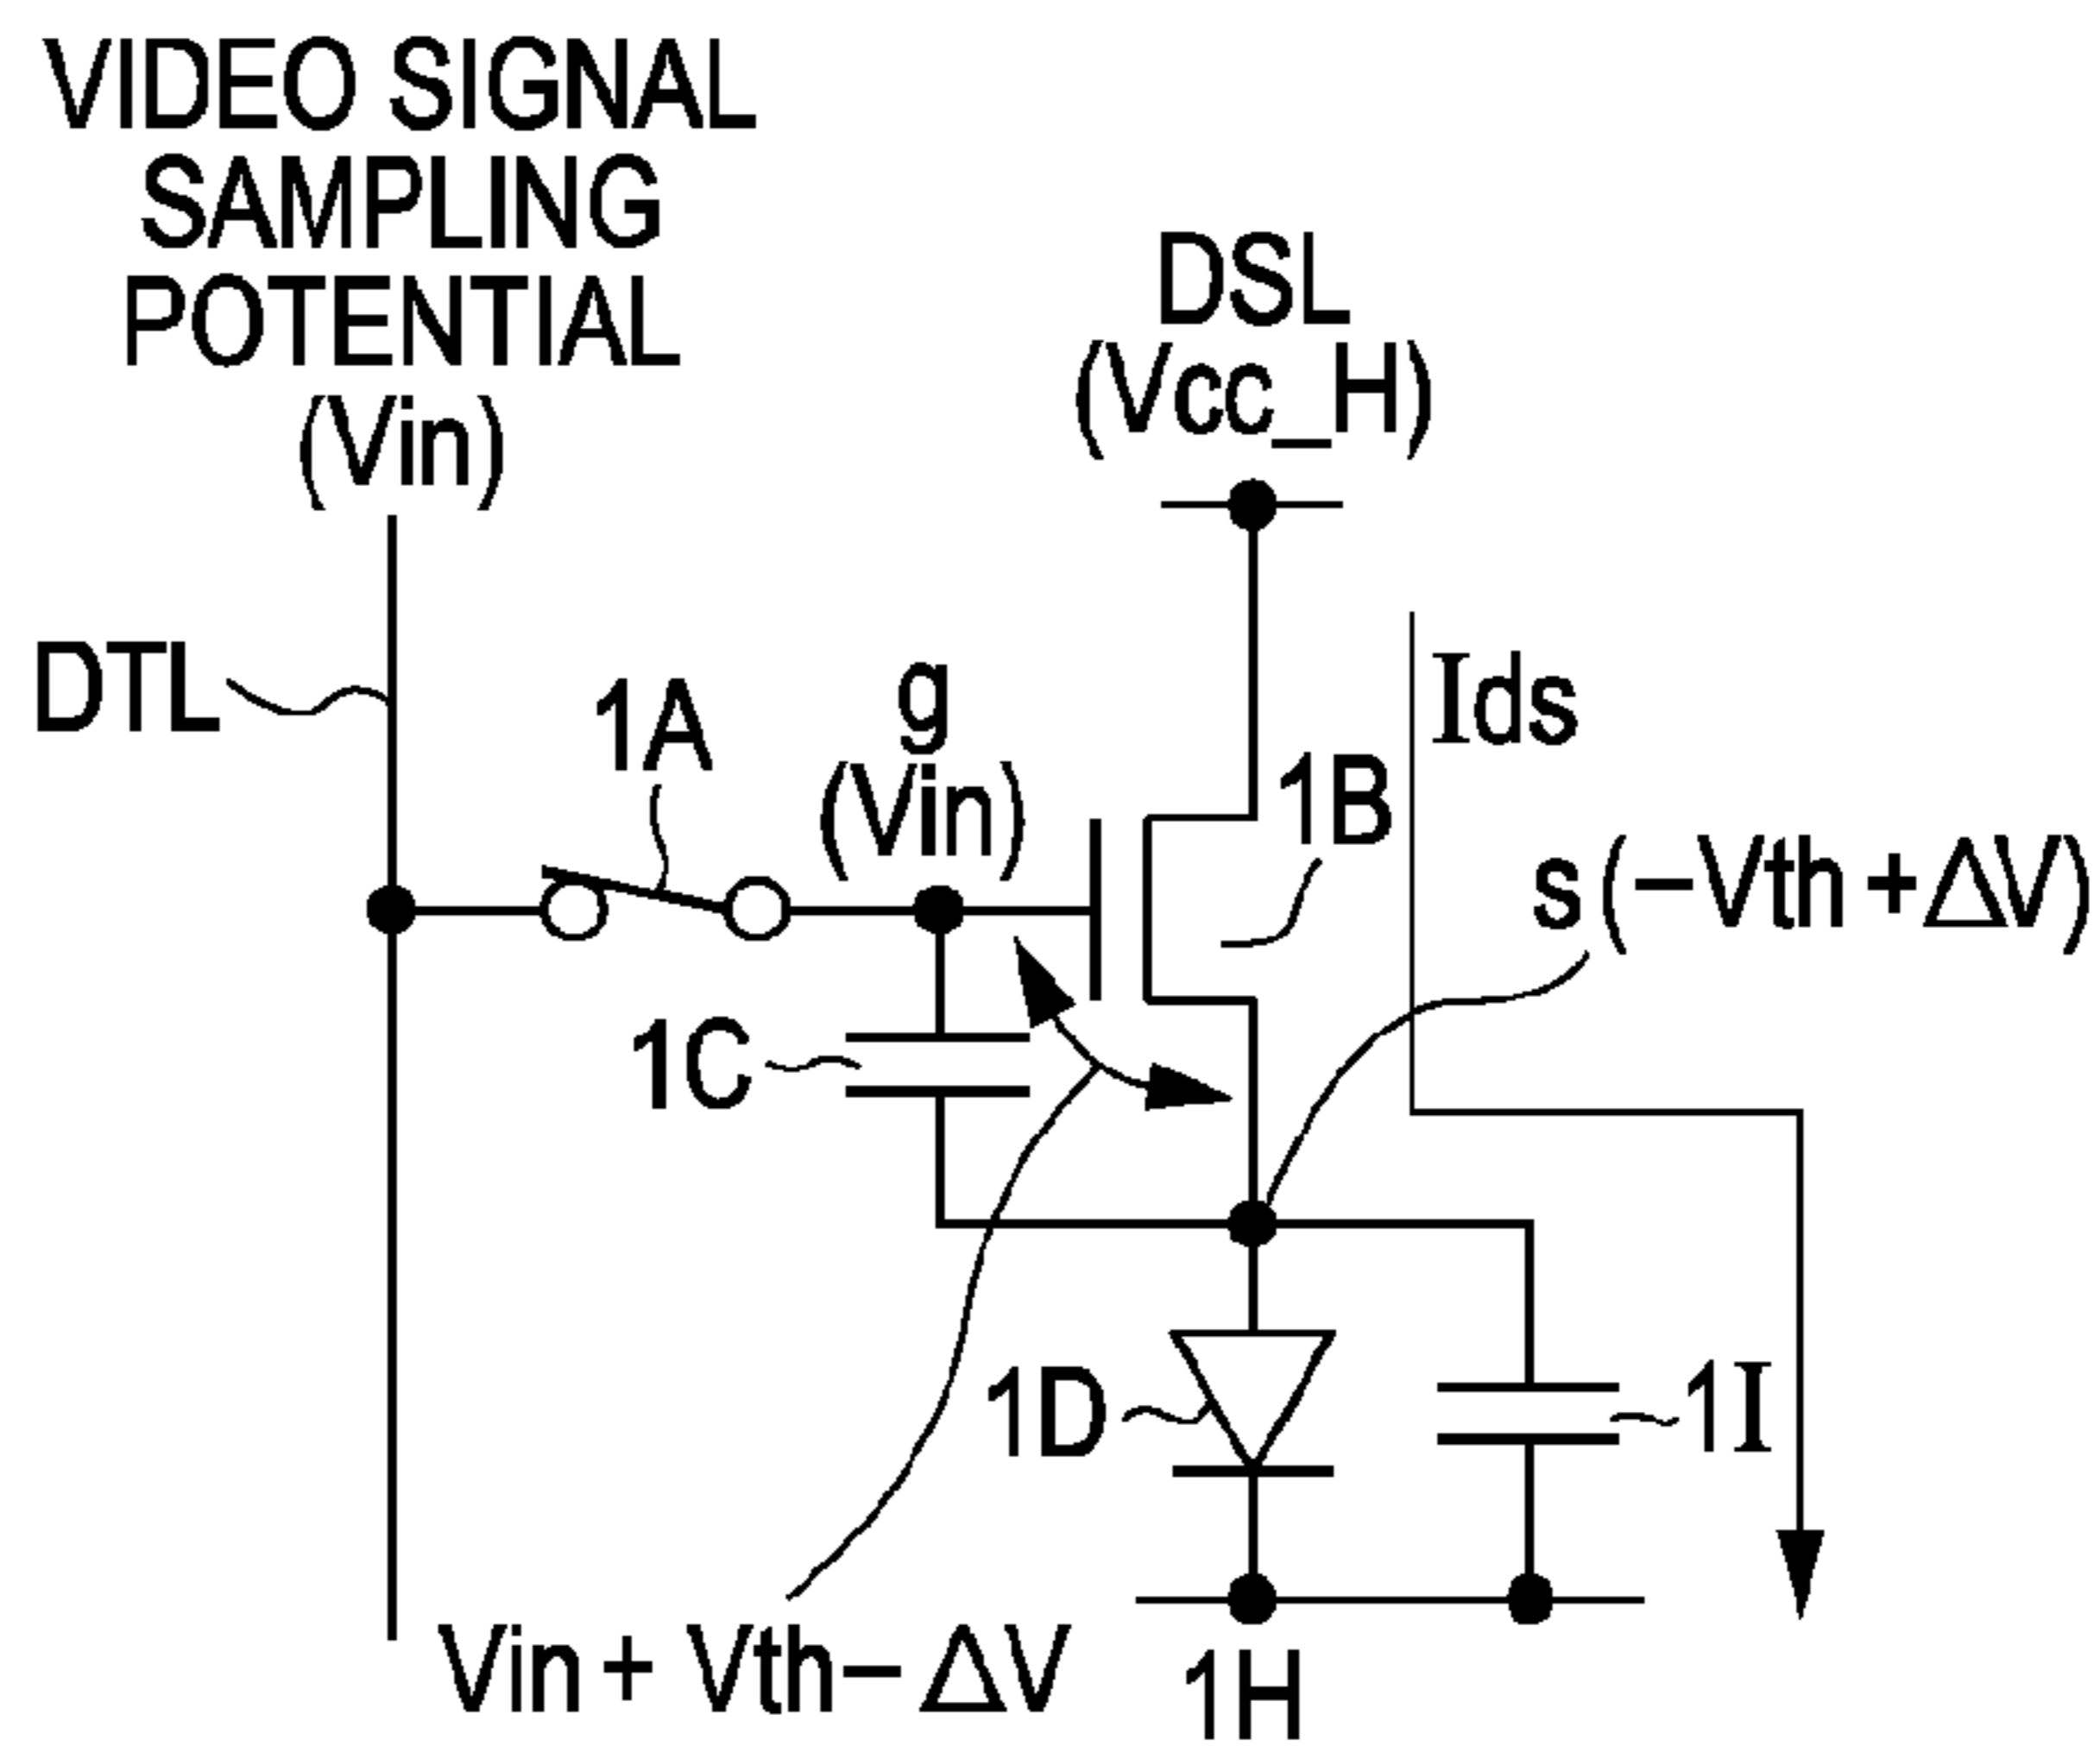 VIDEO SIGNAL
SAMPLING
POTENTIAL
(Vin)
DSL
(Vcc_H)
DTL
1A
g
(Vin)
1B
Ids
s(−Vth+ΔV)
1C
1D
1I
Vin+Vth−ΔV
1H